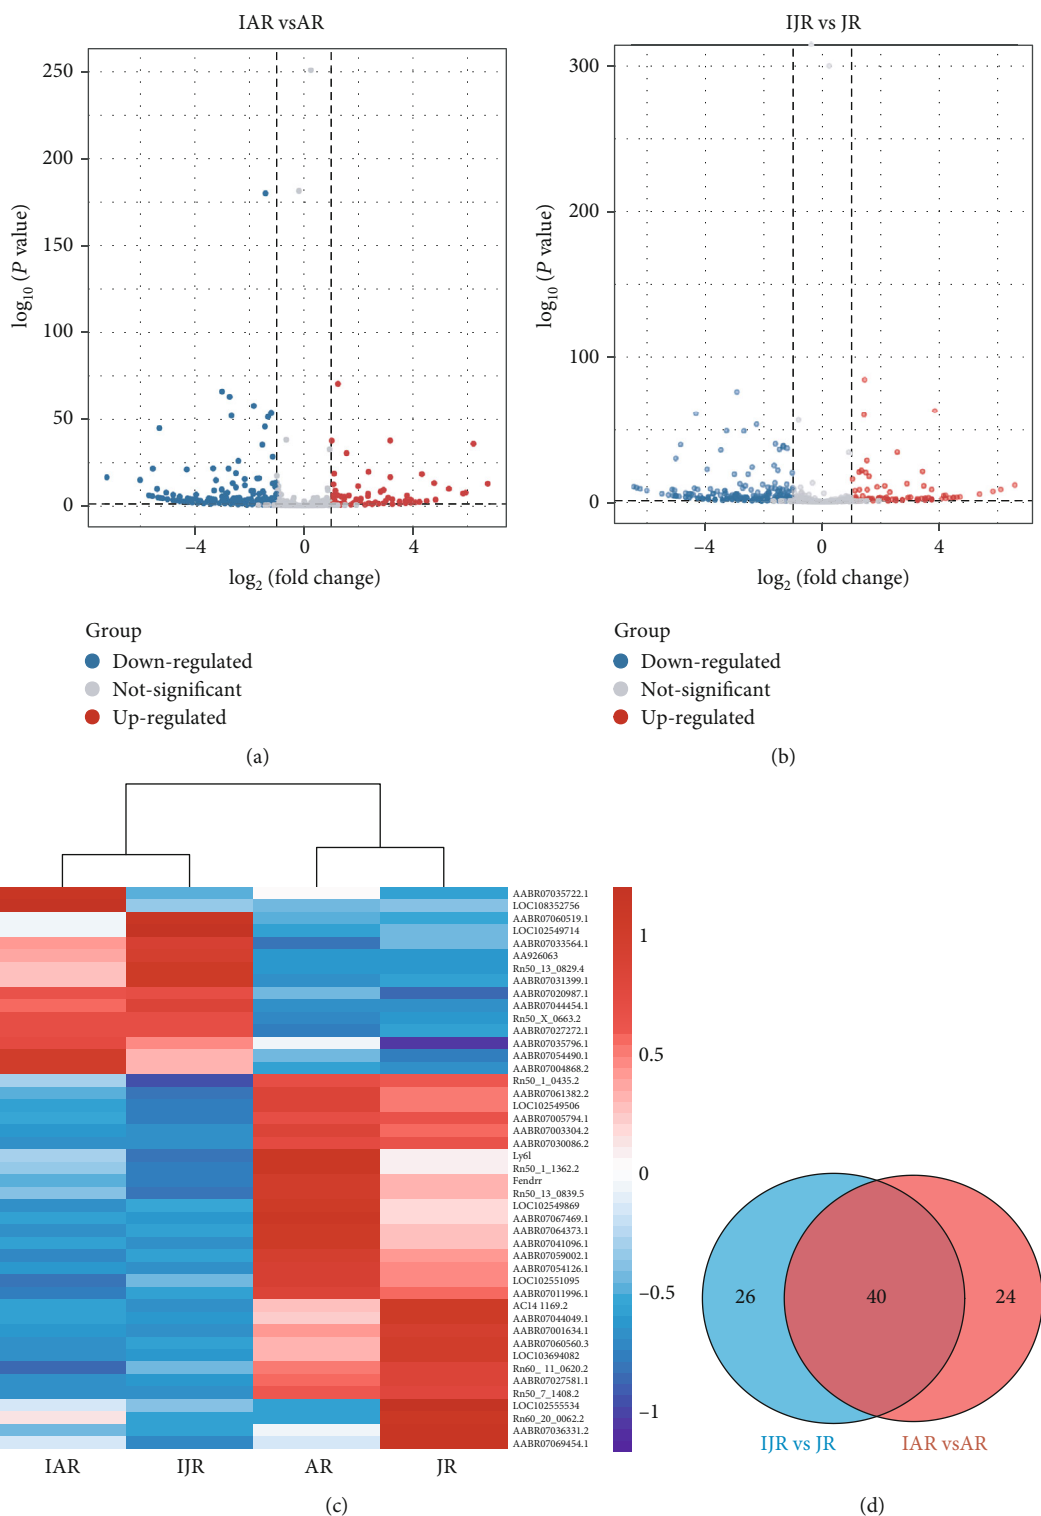 IAR vsAR
250
200
150
100
50
0
log10 (P value)
–4
0
4
log2 (fold change)
Group
Down-regulated
Not-significant
Up-regulated
(a)
IJR vs JR
300
200
100
0
log10 (P value)
–4
0
4
log2 (fold change)
Group
Down-regulated
Not-significant
Up-regulated
(b)
AABR07035722.1
LOC108352756
AABR07060519.1
LOC102549714
AABR07033564.1
AA926063
Rn50_13_0829.4
AABR07031399.1
AABR07020987.1
AABR07044454.1
Rn50_X_0663.2
AABR07027272.1
AABR07035796.1
AABR07054490.1
AABR07004868.2
Rn50_1_0435.2
AABR07061382.2
LOC102549506
AABR07005794.1
AABR07003304.2
AABR07030086.2
Ly6l
Rn50_1_1362.2
Fendrr
Rn50_13_0839.5
LOC102549869
AABR07067469.1
AABR07064373.1
AABR07041096.1
AABR07059002.1
AABR07054126.1
LOC102551095
AABR07011996.1
AC14 1169.2
AABR07044049.1
AABR07001634.1
AABR07060560.3
LOC103694082
Rn60_ 11_0620.2
AABR07027581.1
Rn50_7_1408.2
LOC102555534
Rn60_20_0062.2
AABR07036331.2
AABR07069454.1
IAR
IJR
AR
JR
1
0.5
0
–0.5
–1
(c)
26
40
24
IJR vs JR
IAR vsAR
(d)